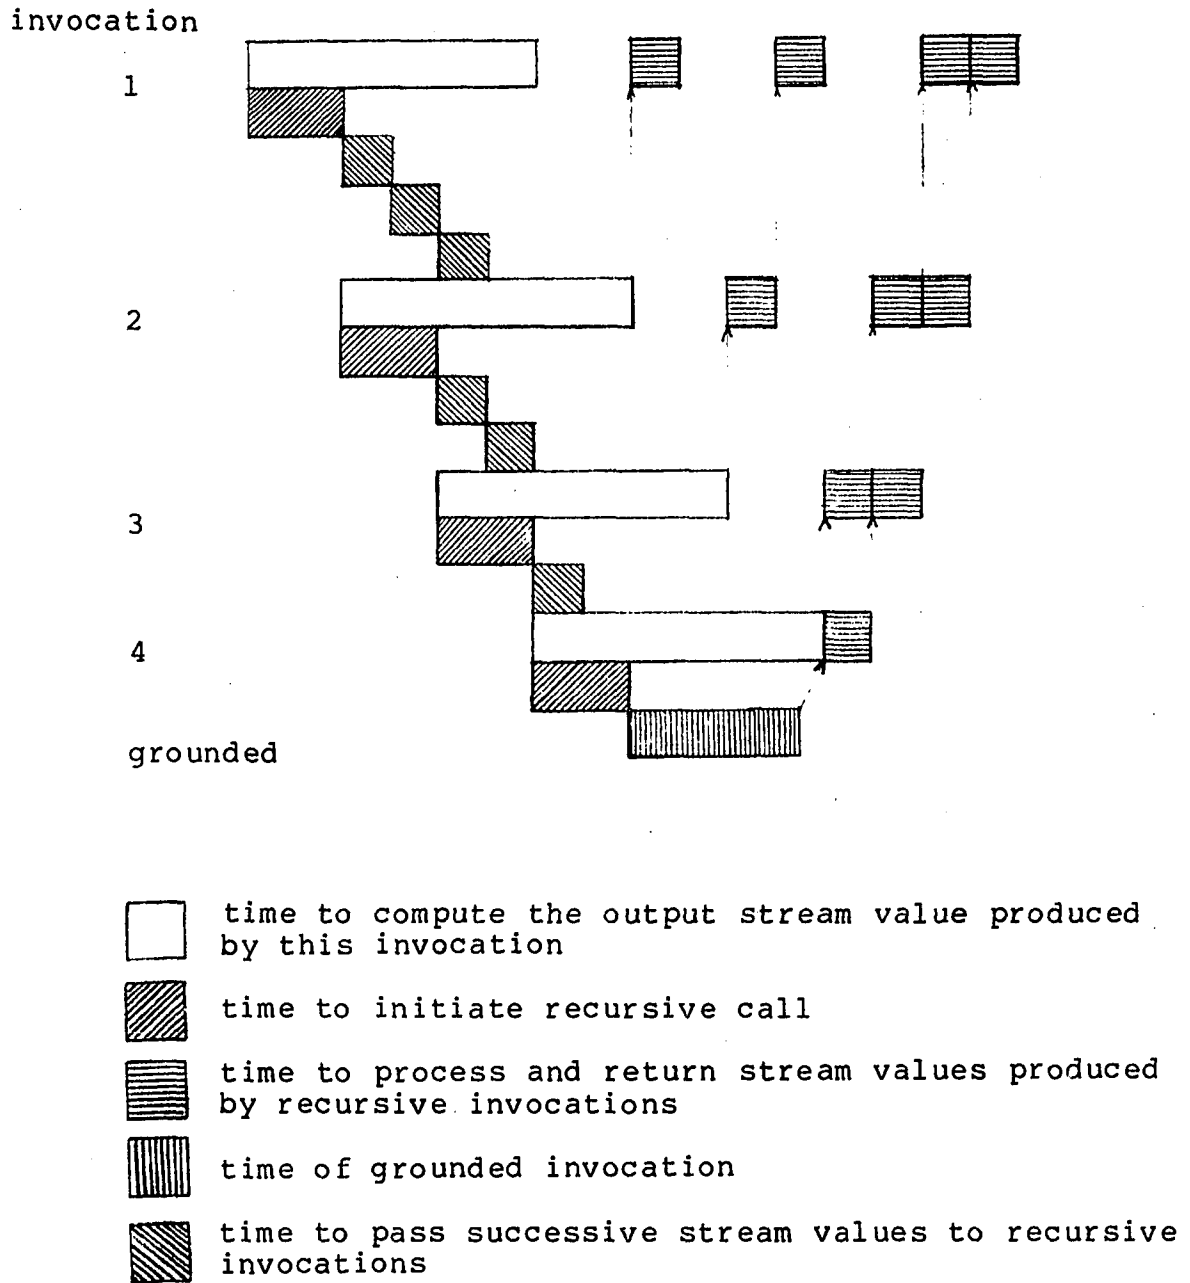 invocation
1
2
3
4
grounded
time to compute the output stream value produced
by this invocation
time to initiate recursive call
time to process and return stream values produced
by recursive invocations
time of grounded invocation
time to pass successive stream values to recursive
invocations